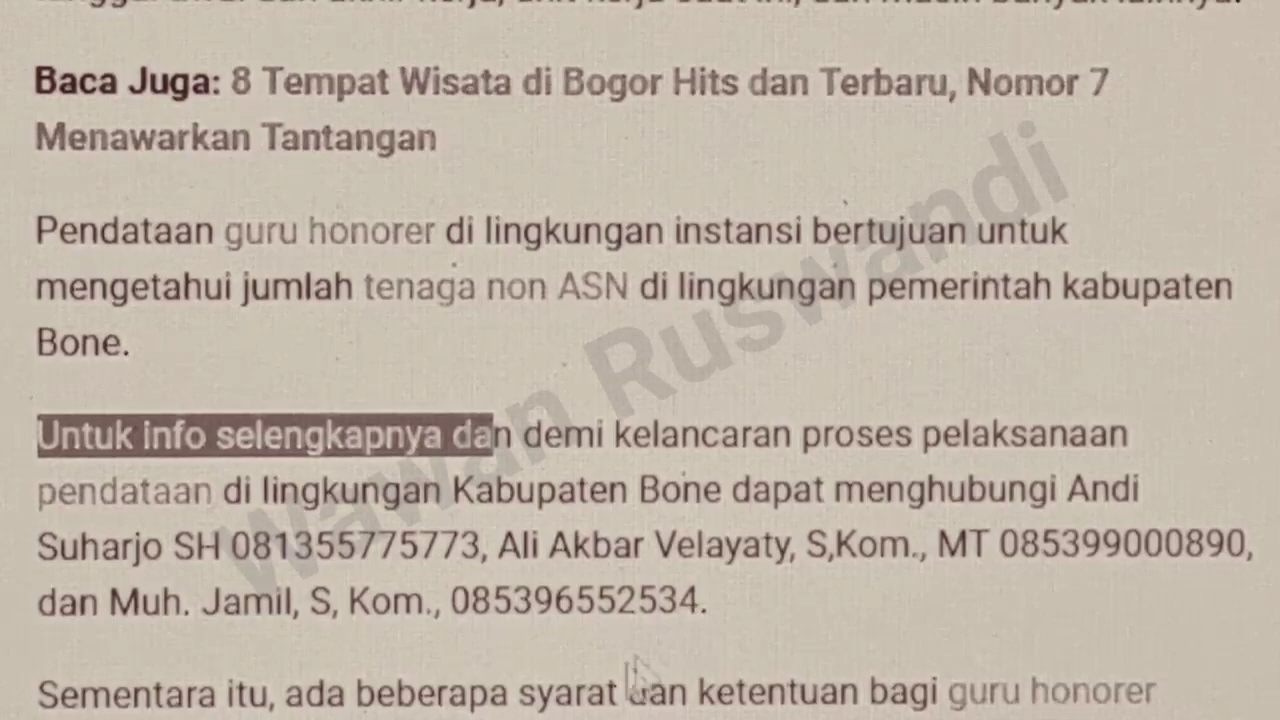 Baca Juga: 8 Tempat Wisata di Bogor Hits dan Terbaru, Nomor 7
Menawarkan Tantangan
Pendataan guru honorer di lingkungan instansi bertujuan untuk
mengetahui jumlah tenaga non ASN di lingkungan pemerintah kabupaten
Bone.
Untuk info selengkapnya dan demi kelancaran proses pelaksanaan
pendataan di lingkungan Kabupaten Bone dapat menghubungi Andi
Suharjo SH 081355775773, Ali Akbar Velayaty, S,Kom., MT 085399000890,
dan Muh. Jamil, S, Kom., 085396552534.
Sementara itu, ada beberapa syarat dan ketentuan bagi guru honorer
Wawan Ruswandi